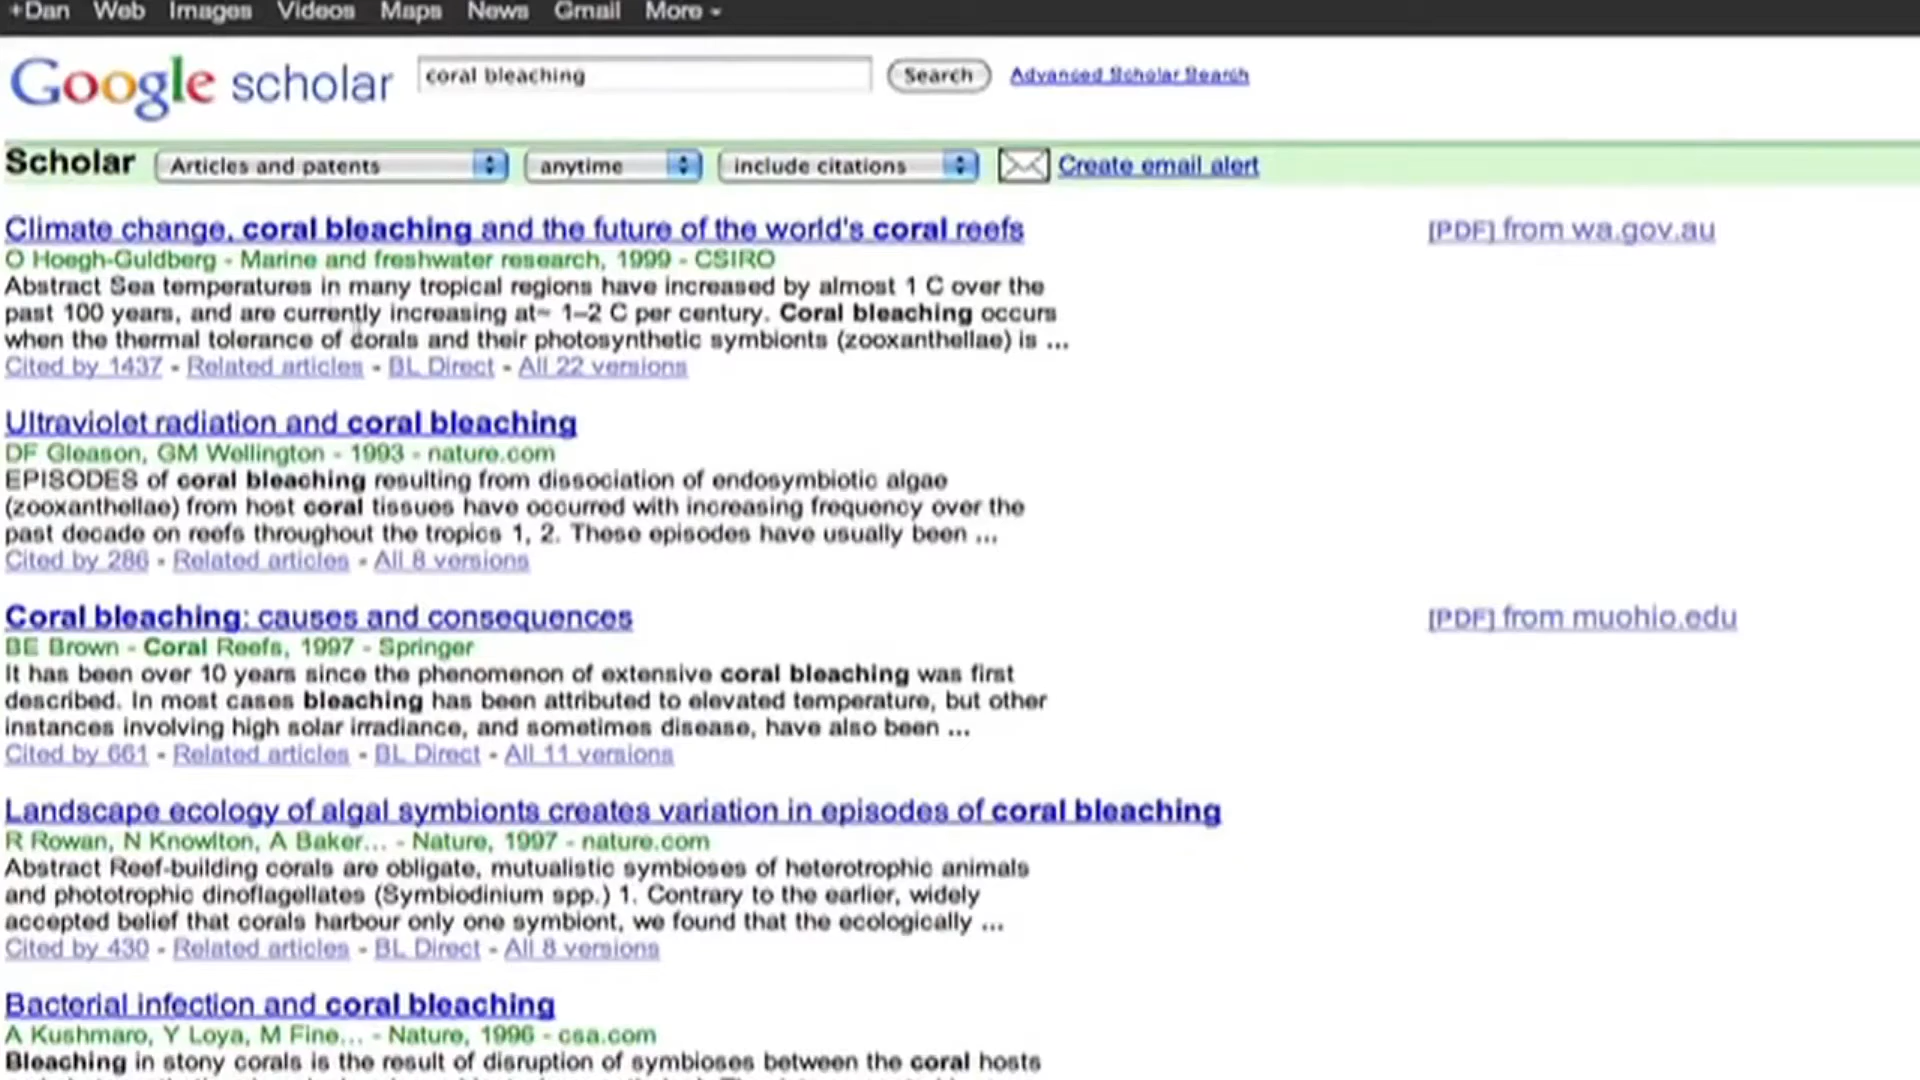 +Dan Web Images Videos Maps News Gmail More
Google scholar coral bleaching Search Advanced Scholar Search
Scholar Articles and patents anytime include citations Create email alert
Climate change, coral bleaching and the future of the world's coral reefs [PDF] from wa.gov.au
O Hoegh-Guldberg - Marine and freshwater research, 1999 - CSIRO
Abstract Sea temperatures in many tropical regions have increased by almost 1 C over the
past 100 years, and are currently increasing at~ 1–2 C per century. Coral bleaching occurs
when the thermal tolerance of corals and their photosynthetic symbionts (zooxanthellae) is ...
Cited by 1437 - Related articles - BL Direct - All 22 versions
Ultraviolet radiation and coral bleaching
DF Gleason, GM Wellington - 1993 - nature.com
EPISODES of coral bleaching resulting from dissociation of endosymbiotic algae
(zooxanthellae) from host coral tissues have occurred with increasing frequency over the
past decade on reefs throughout the tropics 1, 2. These episodes have usually been ...
Cited by 286 - Related articles - All 8 versions
Coral bleaching: causes and consequences [PDF] from muohio.edu
BE Brown - Coral Reefs, 1997 - Springer
It has been over 10 years since the phenomenon of extensive coral bleaching was first
described. In most cases bleaching has been attributed to elevated temperature, but other
instances involving high solar irradiance, and sometimes disease, have also been ...
Cited by 661 - Related articles - BL Direct - All 11 versions
Landscape ecology of algal symbionts creates variation in episodes of coral bleaching
R Rowan, N Knowlton, A Baker... - Nature, 1997 - nature.com
Abstract Reef-building corals are obligate, mutualistic symbioses of heterotrophic animals
and phototrophic dinoflagellates (Symbiodinium spp.) 1. Contrary to the earlier, widely
accepted belief that corals harbour only one symbiont, we found that the ecologically ...
Cited by 430 - Related articles - BL Direct - All 8 versions
Bacterial infection and coral bleaching
A Kushmaro, Y Loya, M Fine... - Nature, 1996 - csa.com
Bleaching in stony corals is the result of disruption of symbioses between the coral hosts